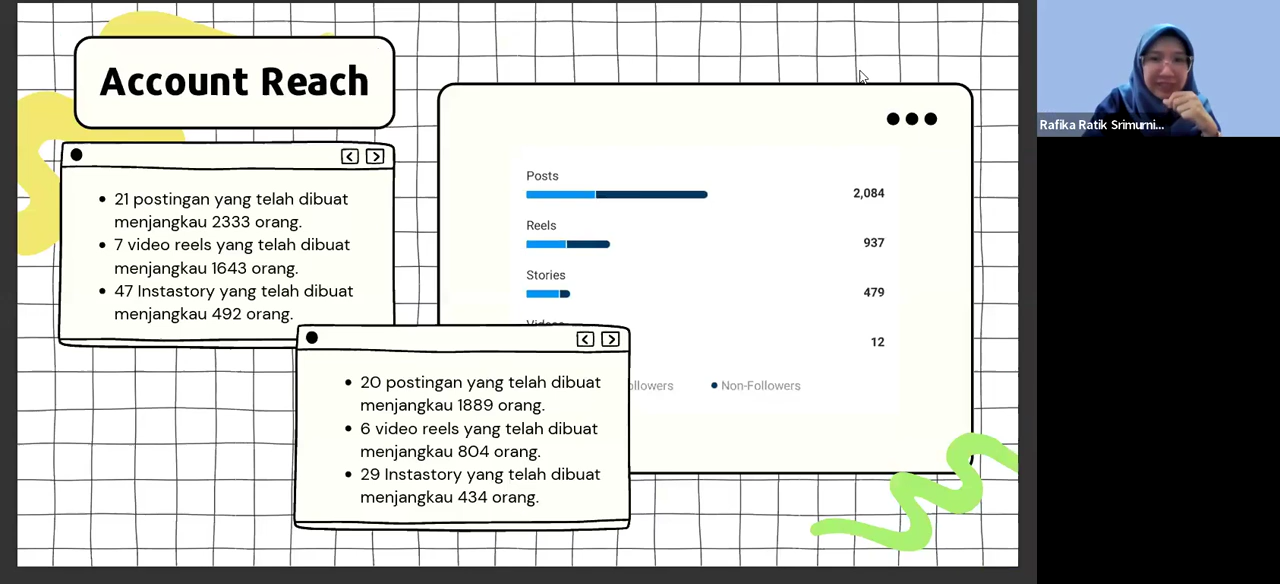 Account Reach
• 21 postingan yang telah dibuat
menjangkau 2333 orang.
• 7 video reels yang telah dibuat
menjangkau 1643 orang.
• 47 Instastory yang telah dibuat
menjangkau 492 orang.
• 20 postingan yang telah dibuat
menjangkau 1889 orang.
• 6 video reels yang telah dibuat
menjangkau 804 orang.
• 29 Instastory yang telah dibuat
menjangkau 434 orang.
Posts
2,084
Reels
937
Stories
479
12
Non-Followers
Rafika Ratik Srimurni...